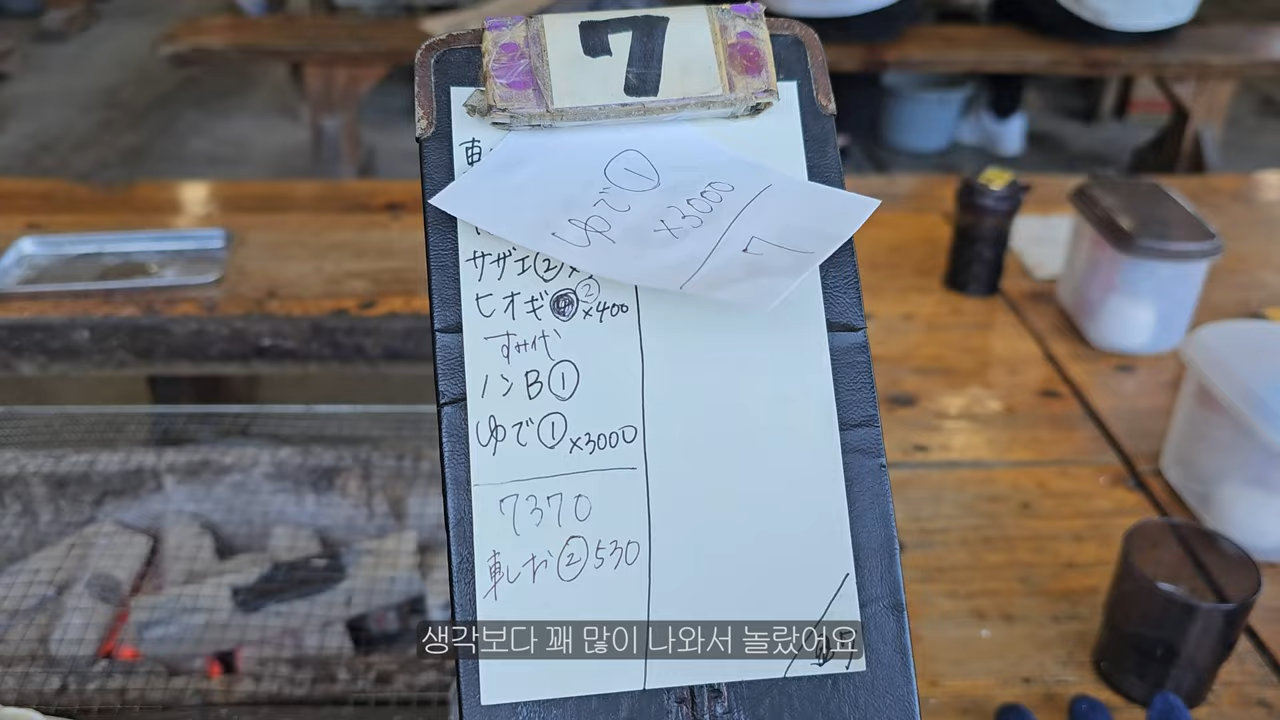 7
車
ゆで①
×3000
7
サザエ②×
ヒオギ②×400
すみ代
ノンB①
ゆで①×3000
7370
車しお②530
생각보다 꽤 많이 나와서 놀랐어요